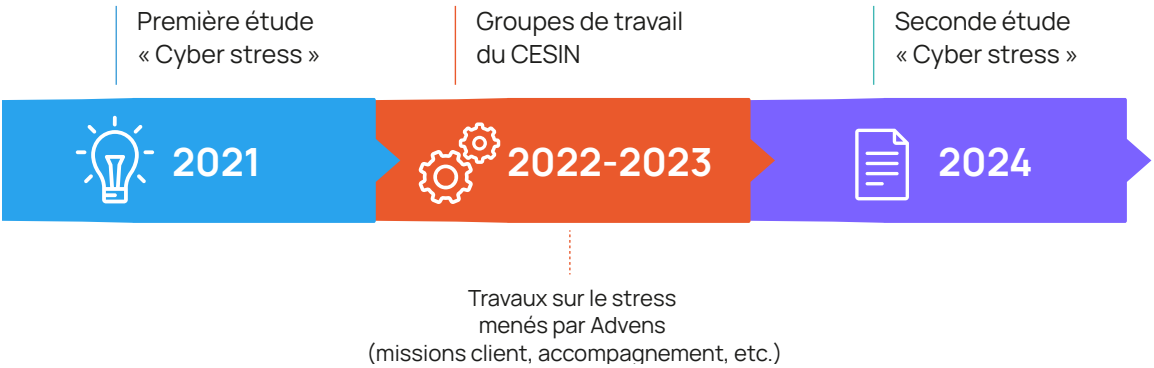 Première étude
« Cyber stress »
Groupes de travail
du CESIN
Seconde étude
« Cyber stress »
2021
2022-2023
2024
Travaux sur le stress
menés par Advens
(missions client, accompagnement, etc.)